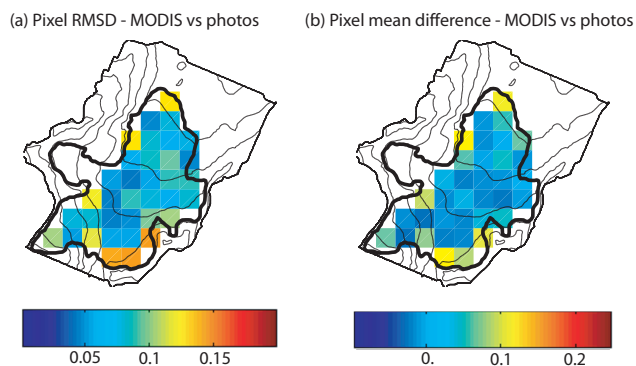 (a) Pixel RMSD - MODIS vs photos
(b) Pixel mean difference - MODIS vs photos
0.05 0.1 0.15
0. 0.1 0.2